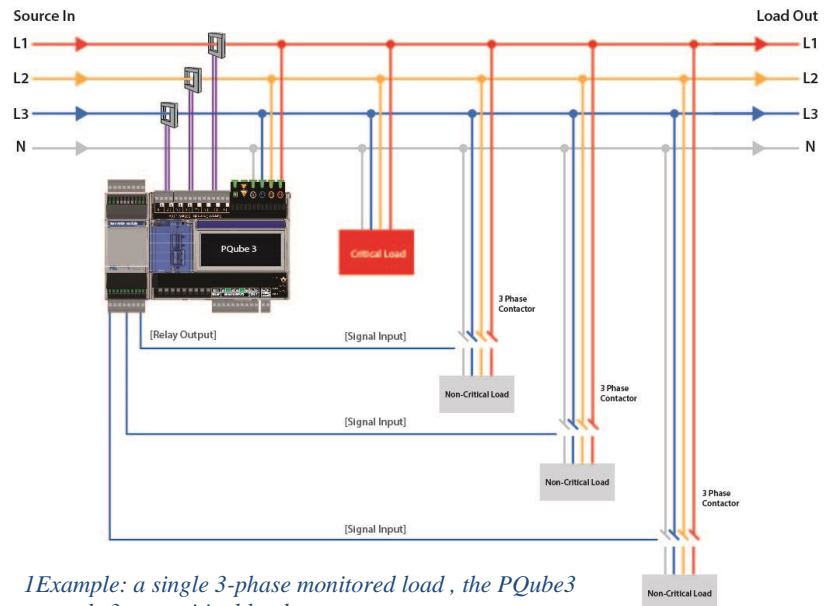 Source In
Load Out
L1
L1
L2
L2
L3
L3
N
N
PQube 3
Critical Load
3 Phase
Contactor
[Relay Output]
[Signal Input]
Non-Critical Load
3 Phase
Contactor
[Signal Input]
Non-Critical Load
3 Phase
Contactor
[Signal Input]
1Example: a single 3-phase monitored load , the PQube3
Non-Critical Load